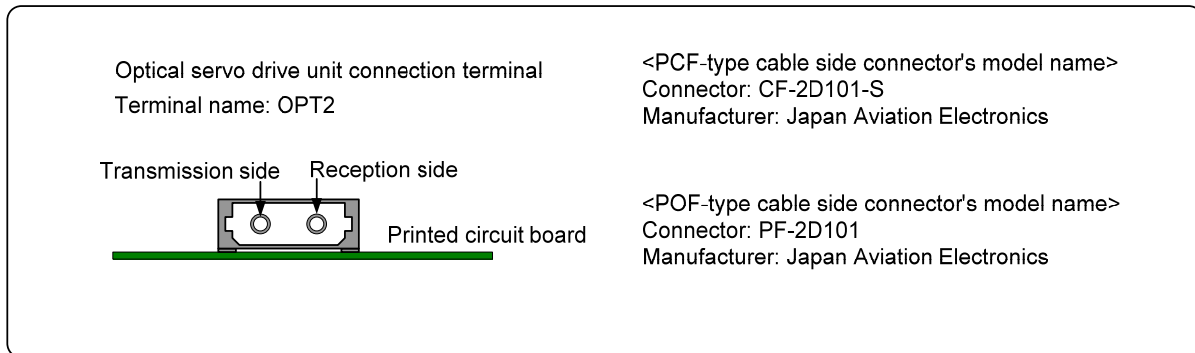 Optical servo drive unit connection terminal
Terminal name: OPT2
Transmission side
Reception side
Printed circuit board
<PCF-type cable side connector's model name>
Connector: CF-2D101-S
Manufacturer: Japan Aviation Electronics
<POF-type cable side connector's model name>
Connector: PF-2D101
Manufacturer: Japan Aviation Electronics